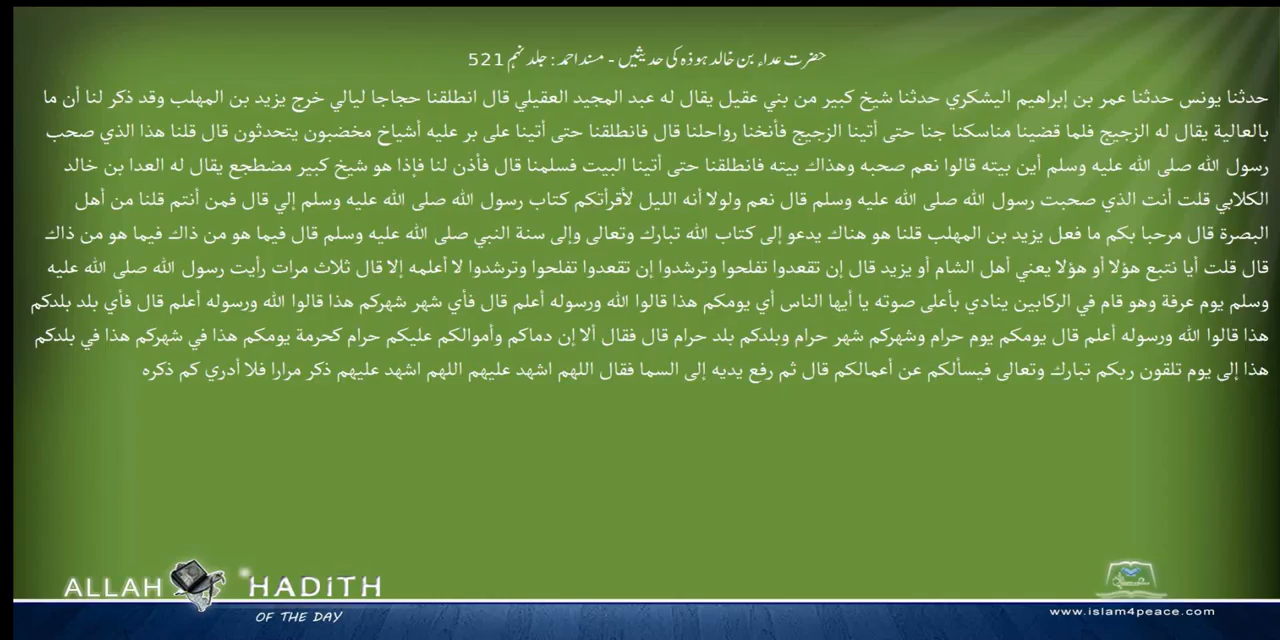 حضرت عداء بن خالد ہوذہ کی حدیثیں - مسند احمد : جلد نہم 521
حدثنا يونس حدثنا عمر بن إبراهيم اليشكري حدثنا شيخ كبير من بني عقيل يقال له عبد المجيد العقيلي قال انطلقنا حجاجا ليالي خرج يزيد بن المهلب وقد ذكر لنا أن ما
بالعالية يقال له الزجيج فلما قضينا مناسكنا جنا حتى أتينا الزجيج فأنخنا رواحلنا قال فانطلقنا حتى أتينا على بر عليه أشياخ مخضبون يتحدثون قال قلنا هذا الذي صحب
رسول الله صلى الله عليه وسلم أين بيته قالوا نعم صحبه وهذاك بيته فانطلقنا حتى أتينا البيت فسلمنا قال فأذن لنا فإذا هو شيخ كبير مضطجع يقال له العدا بن خالد
الكلابي قلت أنت الذي صحبت رسول الله صلى الله عليه وسلم قال نعم ولولا أنه الليل لأقرأتكم كتاب رسول الله صلى الله عليه وسلم إلي قال فمن أنتم قلنا من أهل
البصرة قال مرحبا بكم ما فعل يزيد بن المهلب قلنا هو هناك يدعو إلى كتاب الله تبارك وتعالى وإلى سنة النبي صلى الله عليه وسلم قال فيما هو من ذاك فيما هو من ذاك
قال قلت أيا نتبع هؤلا أو هؤلا يعني أهل الشام أو يزيد قال إن تقعدوا تفلحوا وترشدوا إن تقعدوا تفلحوا وترشدوا لا أعلمه إلا قال ثلاث مرات رأيت رسول الله صلى الله عليه
وسلم يوم عرفة وهو قام في الركابين ينادي بأعلى صوته يا أيها الناس أي يومكم هذا قالوا الله ورسوله أعلم قال فأي شهر شهركم هذا قالوا الله ورسوله أعلم قال فأي بلد بلدكم
هذا قالوا الله ورسوله أعلم قال يومكم يوم حرام وشهركم شهر حرام وبلدكم بلد حرام قال فقال ألا إن دماكم وأموالكم عليكم حرام كحرمة يومكم هذا في شهركم هذا في بلدكم
هذا إلى يوم تلقون ربكم تبارك وتعالى فيسألكم عن أعمالكم قال ثم رفع يديه إلى السما فقال اللهم اشهد عليهم اللهم اشهد عليهم ذكر مرارا فلا أدري كم ذكره
ALLAH HADITH
OF THE DAY
www.islam4peace.com